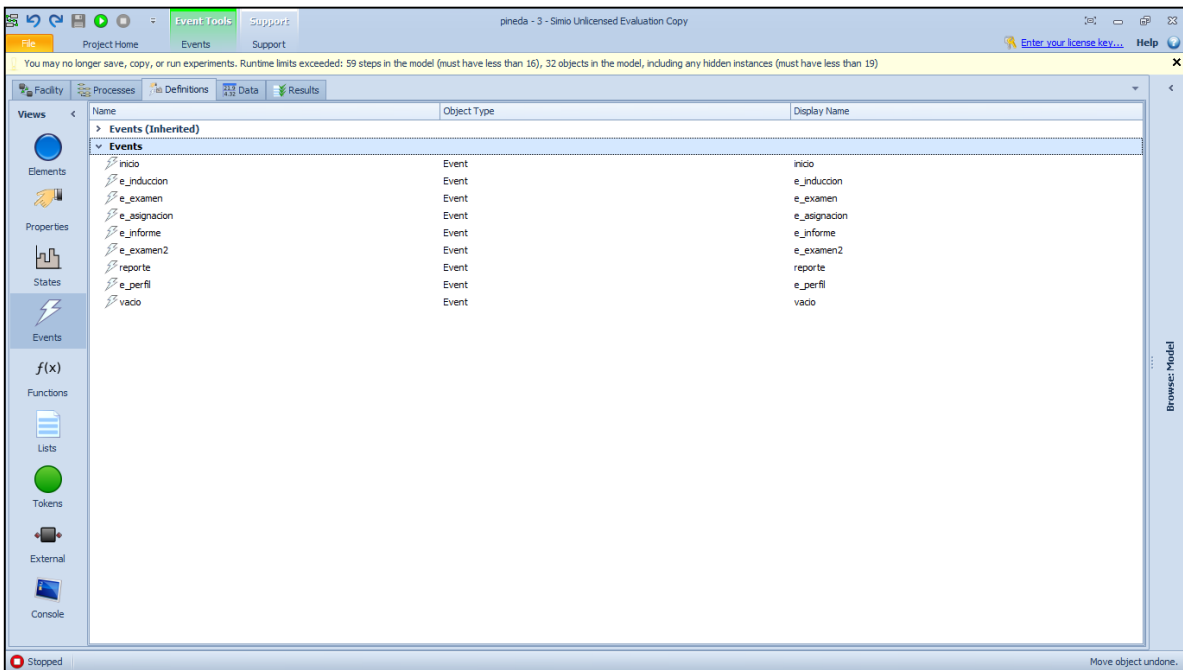 Event Tools Support pineda - 3 - Simio Unlicensed Evaluation Copy
File Project Home Events Support Enter your license key... Help
You may no longer save, copy, or run experiments. Runtime limits exceeded: 59 steps in the model (must have less than 16), 32 objects in the model, including any hidden instances (must have less than 19)
Facility Processes Definitions Data Results
Views
Elements
Properties
States
Events
f(x)
Functions
Lists
Tokens
External
Console
Name Object Type Display Name
Events (Inherited)
Events
inicio Event inicio
e_induccion Event e_induccion
e_examen Event e_examen
e_asignacion Event e_asignacion
e_informe Event e_informe
e_examen2 Event e_examen2
reporte Event reporte
e_perfil Event e_perfil
vacio Event vacio
Browse: Model
Stopped Move object undone.